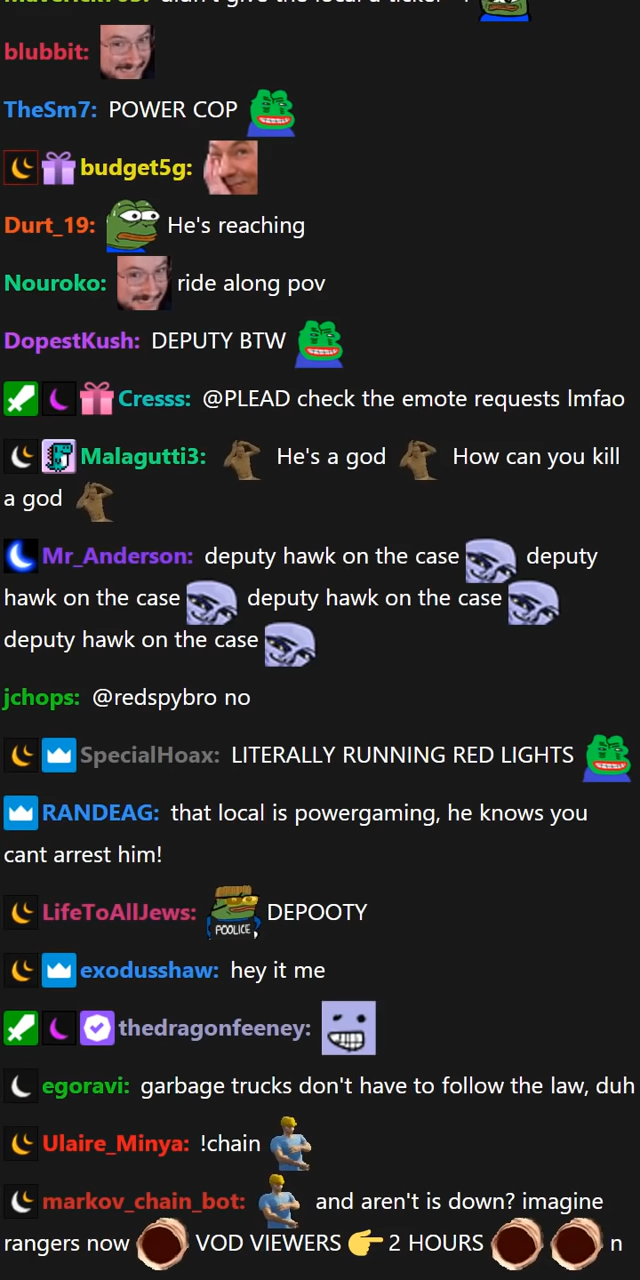 blubbit:
TheSm7: POWER COP
budget5g:
Durt_19: He's reaching
Nouroko: ride along pov
DopestKush: DEPUTY BTW
Cresss: @PLEAD check the emote requests lmfao
Malagutti3: He's a god How can you kill
a god
Mr_Anderson: deputy hawk on the case deputy
hawk on the case deputy hawk on the case
deputy hawk on the case
jchops: @redspybro no
SpecialHoax: LITERALLY RUNNING RED LIGHTS
RANDEAG: that local is powergaming, he knows you
cant arrest him!
LifeToAllJews: POOLICE DEPOOTY
exodusshaw: hey it me
thedragonfeeney:
egoravi: garbage trucks don't have to follow the law, duh
Ulaire_Minya: !chain
markov_chain_bot: and aren't is down? imagine
rangers now VOD VIEWERS 👉 2 HOURS n